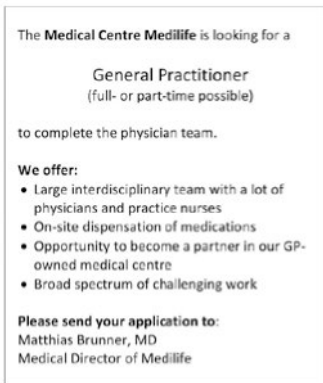 The Medical Centre Medilife is looking for a
General Practitioner
(full- or part-time possible)
to complete the physician team.
We offer:
• Large interdisciplinary team with a lot of
physicians and practice nurses
• On-site dispensation of medications
• Opportunity to become a partner in our GP-
owned medical centre
• Broad spectrum of challenging work
Please send your application to:
Matthias Brunner, MD
Medical Director of Medilife